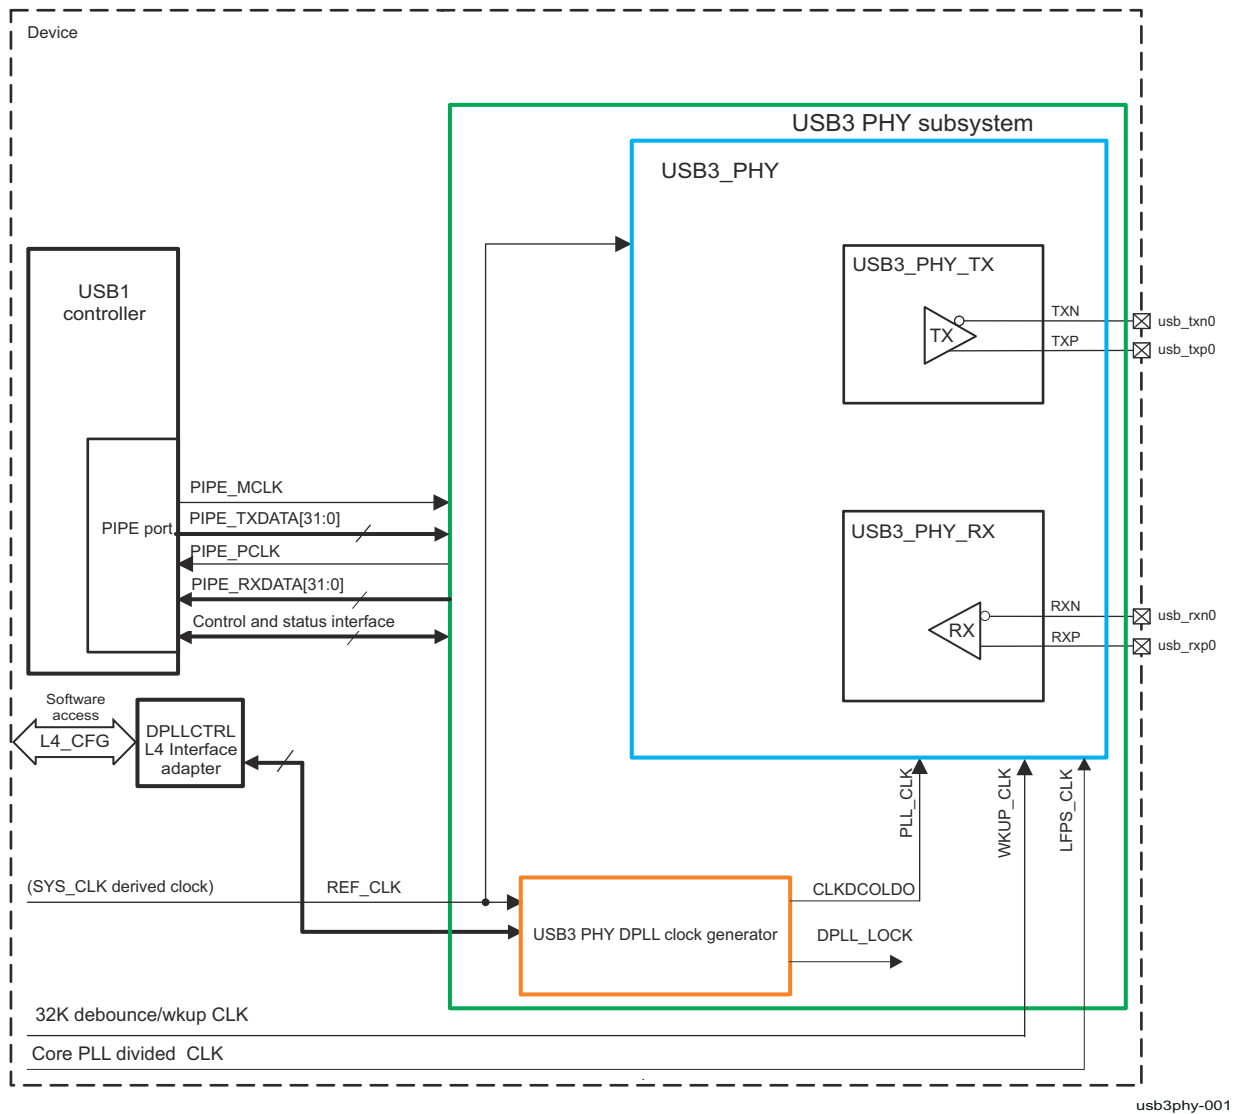 Device
USB3 PHY subsystem
USB3_PHY
USB3_PHY_TX
USB1
controller
TX
TXN
usb_txn0
TXP
usb_txp0
PIPE port
PIPE_MCLK
PIPE_TXDATA[31:0]
PIPE_PCLK
PIPE_RXDATA[31:0]
Control and status interface
USB3_PHY_RX
RX
RXN
usb_rxn0
RXP
usb_rxp0
Software
access
L4_CFG
DPLLCTRL
L4 Interface
adapter
PLL_CLK
WKUP_CLK
LFPS_CLK
(SYS_CLK derived clock)
REF_CLK
CLKDCOLDO
USB3 PHY DPLL clock generator
DPLL_LOCK
32K debounce/wkup CLK
Core PLL divided  CLK
usb3phy-001